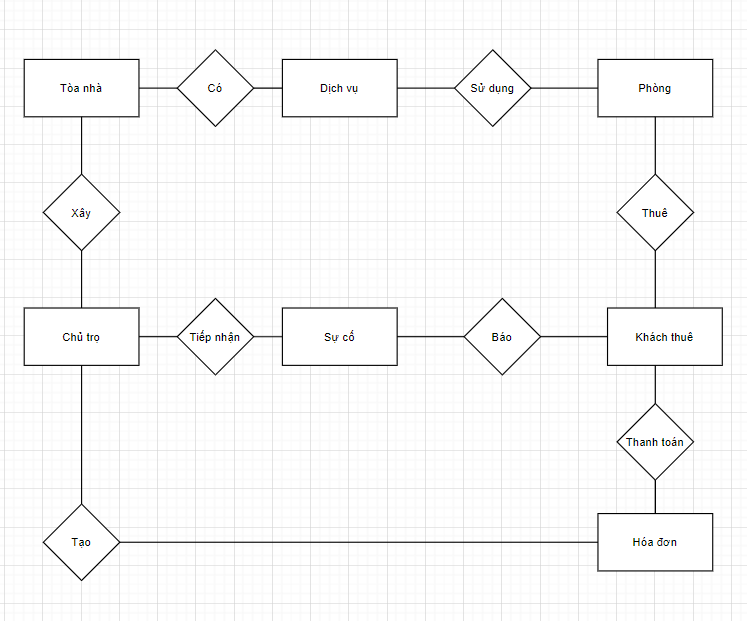 Tòa nhà
Có
Dịch vụ
Sử dụng
Phòng
Xây
Thuê
Chủ trọ
Tiếp nhận
Sự cố
Báo
Khách thuê
Thanh toán
Tạo
Hóa đơn